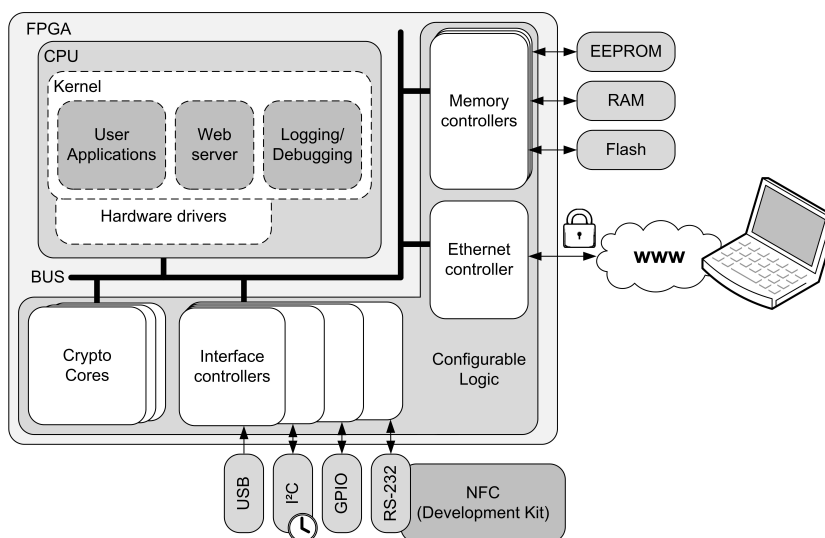 FPGA
CPU
Kernel
User
Applications
Web
server
Logging/
Debugging
Hardware drivers
BUS
Memory
controllers
EEPROM
RAM
Flash
Ethernet
controller
www
Crypto
Cores
Interface
controllers
Configurable
Logic
USB
I²C
GPIO
RS-232
NFC
(Development Kit)